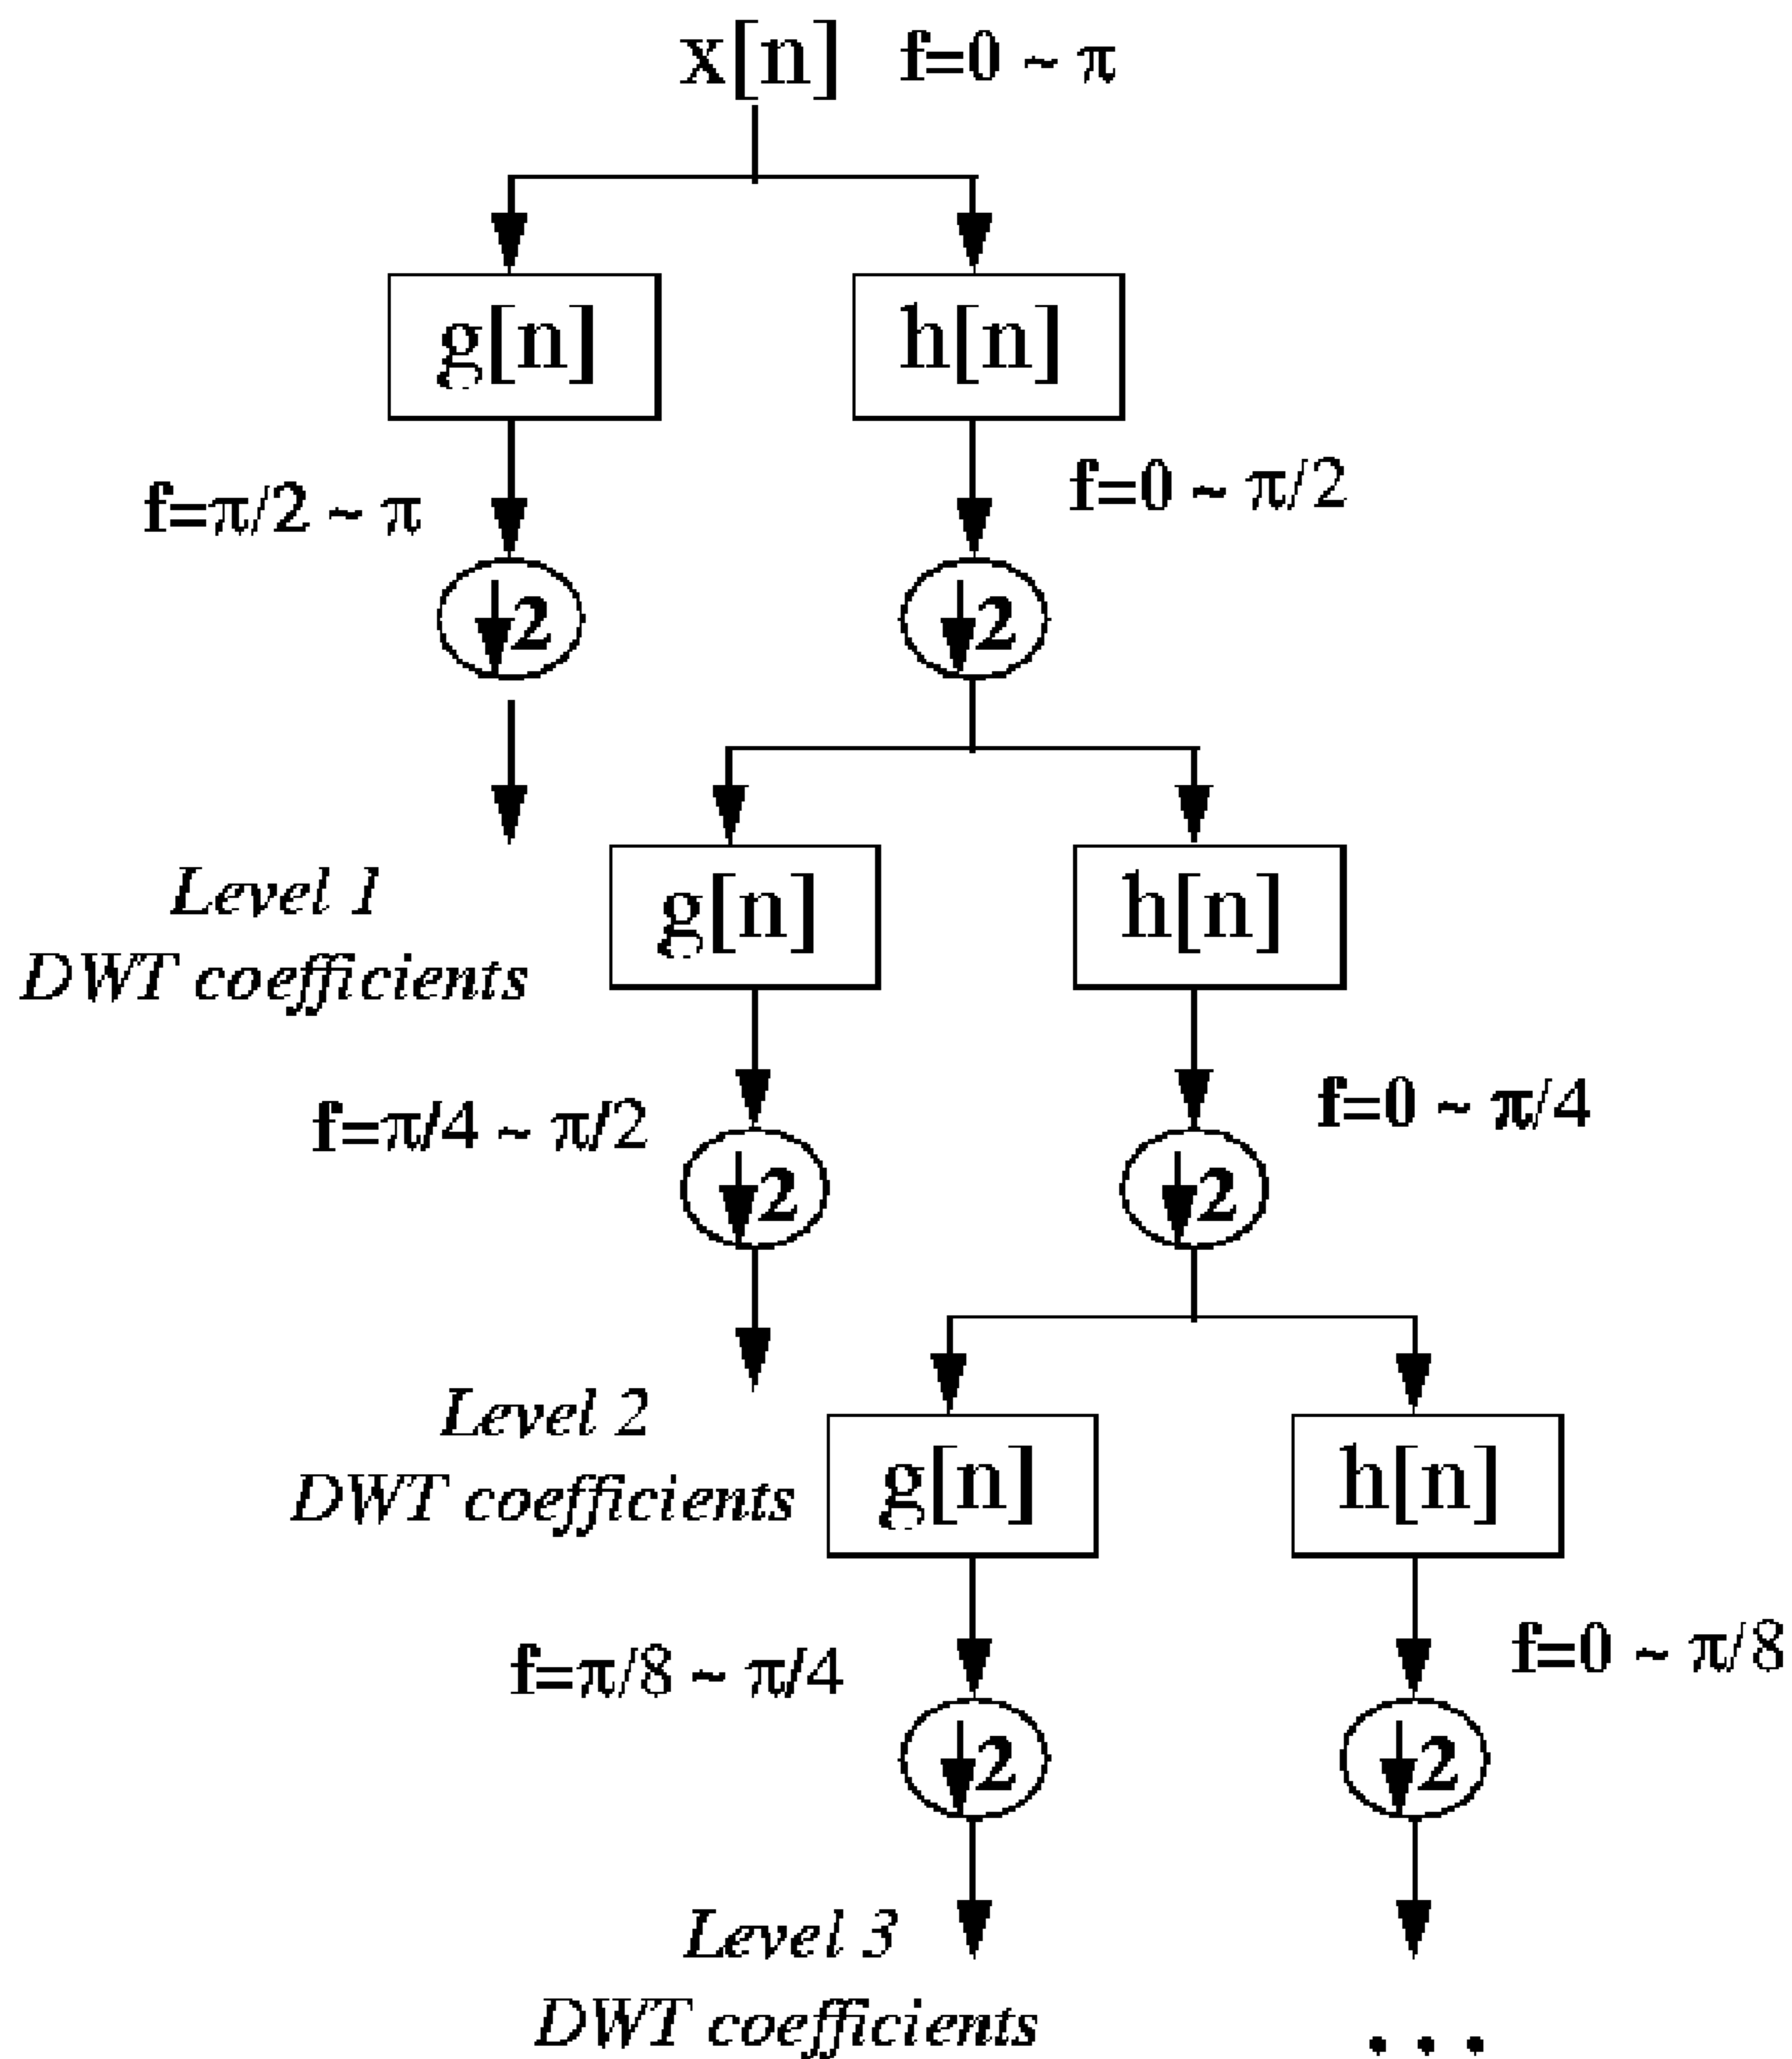 x[n] f=0 ~ π
g[n] h[n]
f=π/2 ~ π f=0 ~ π/2
2 2
Level 1
DWT coefficients
g[n] h[n]
f=π/4 ~ π/2 f=0 ~ π/4
2 2
Level 2
DWT coefficients
g[n] h[n]
f=π/8 ~ π/4 f=0 ~ π/8
2 2
Level 3
DWT coefficients
. . .